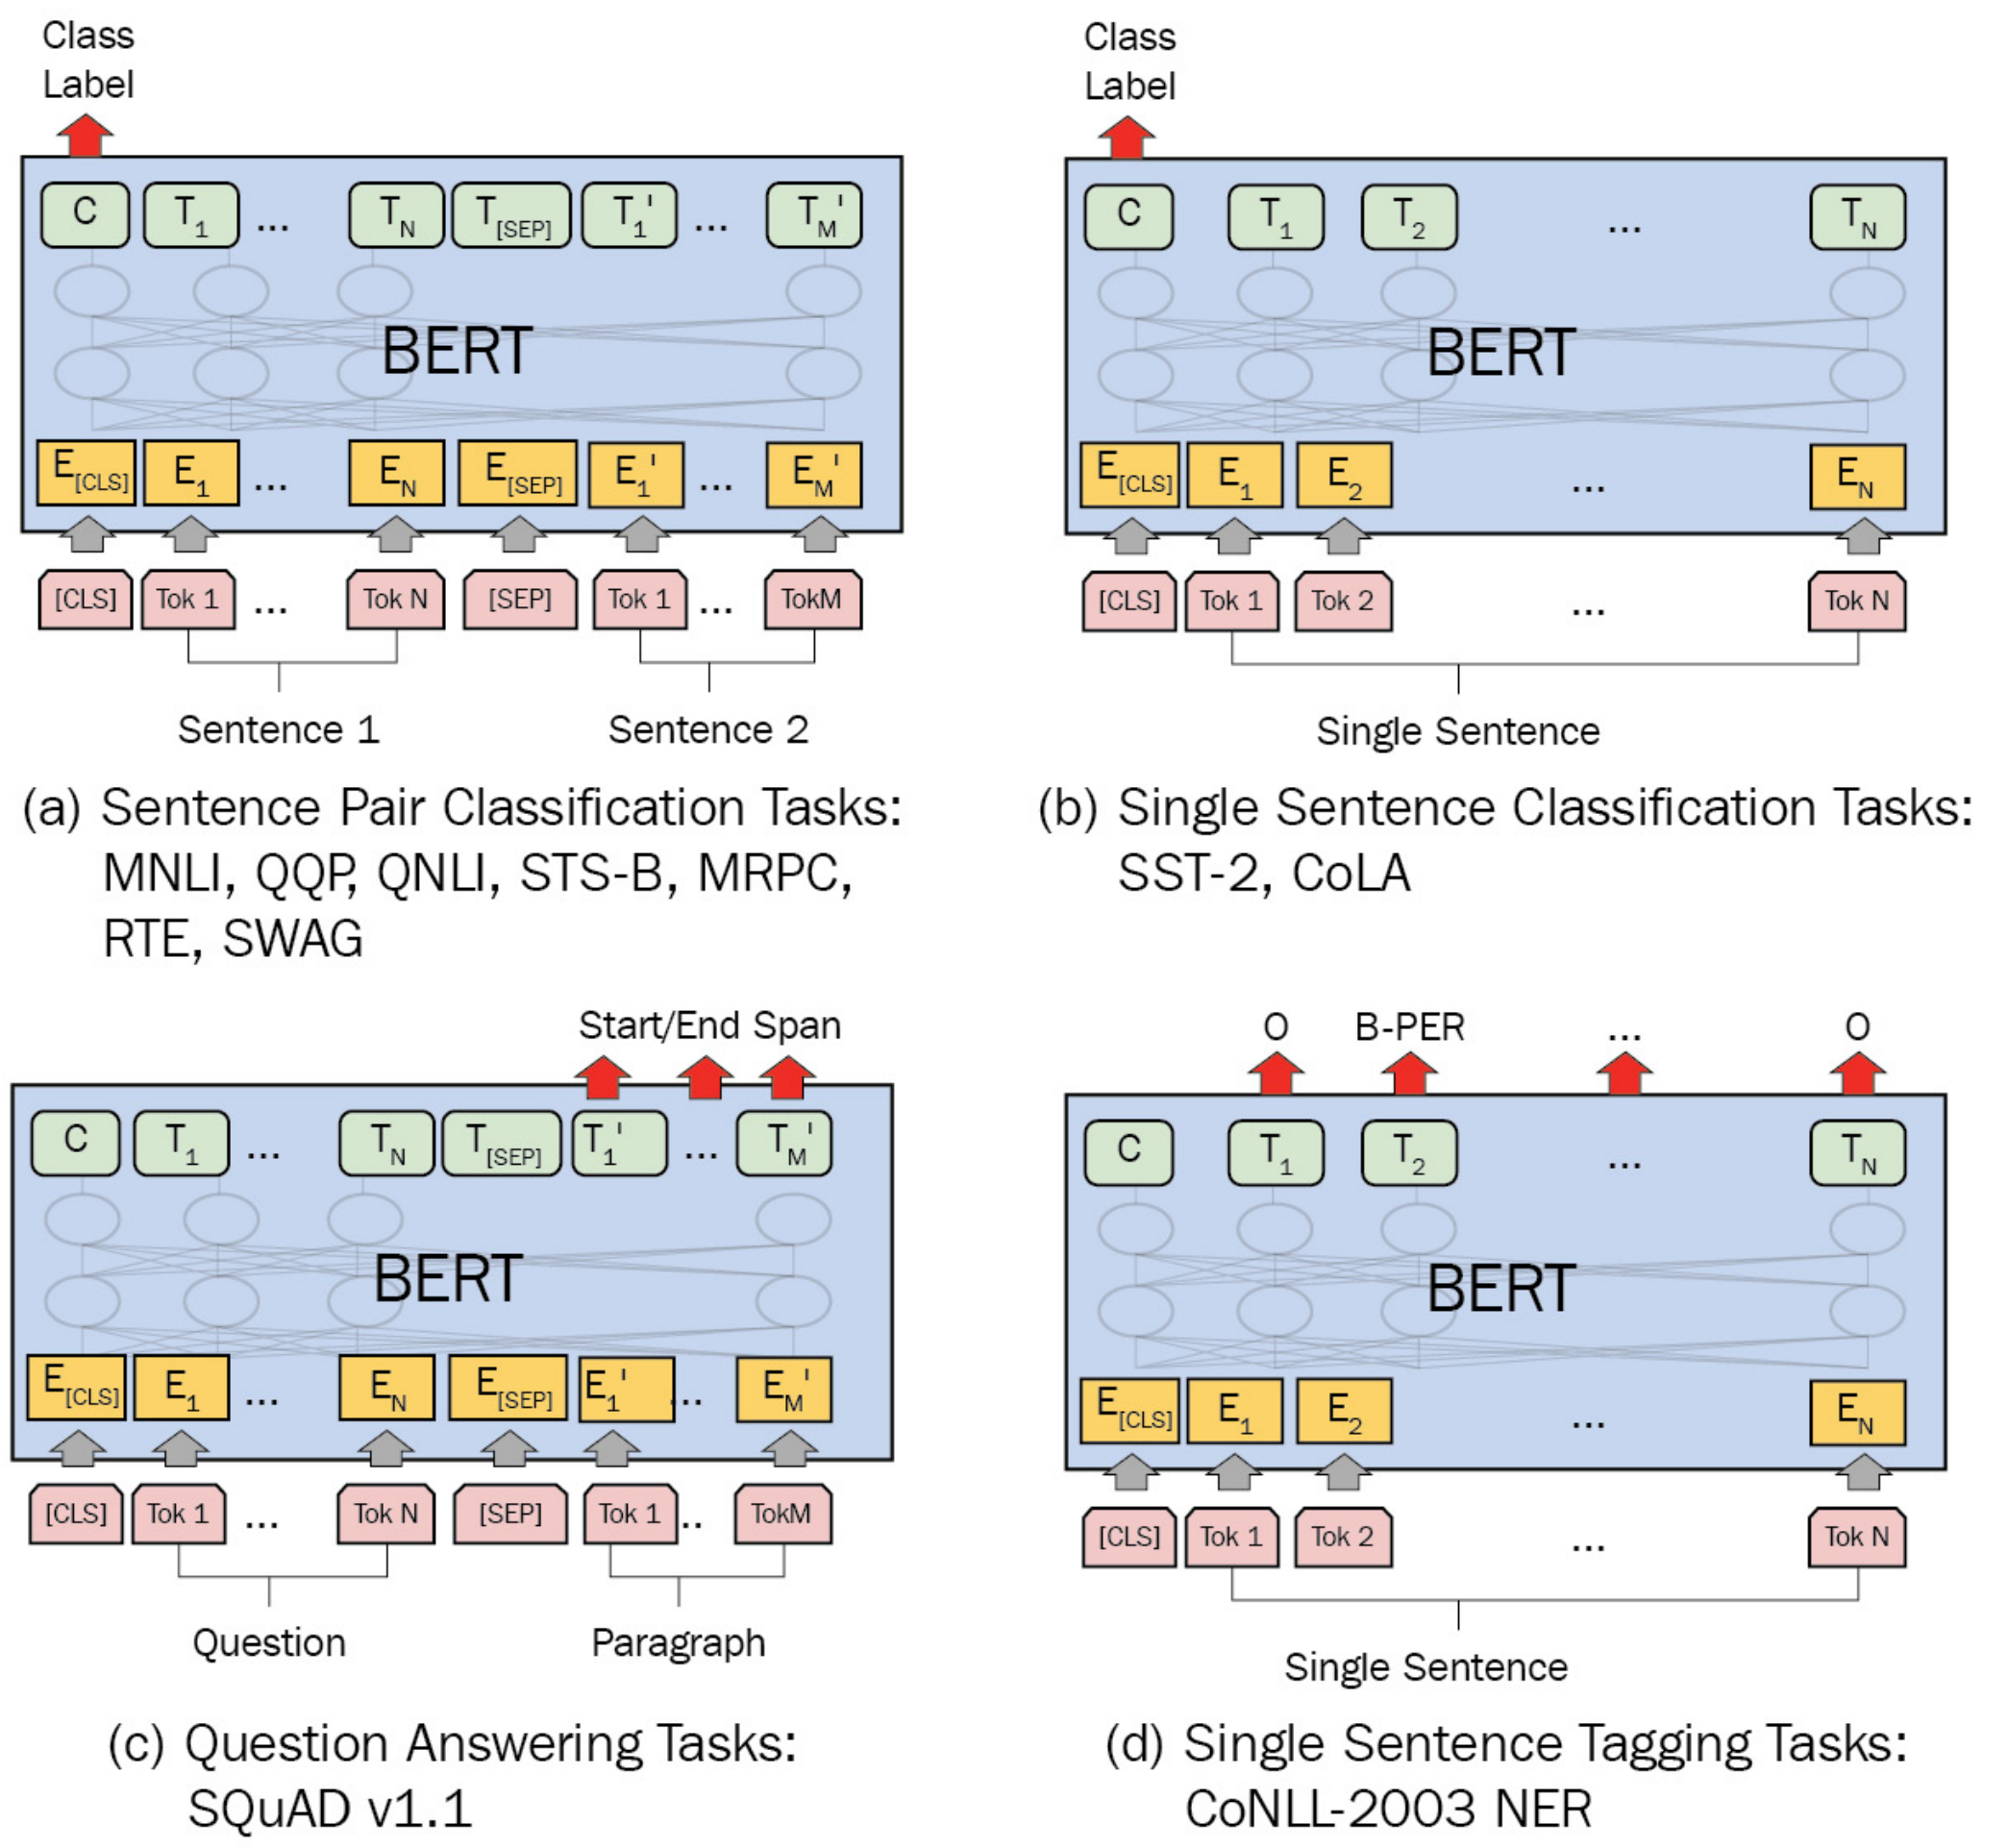 Class
Label
C T1 ... TN T[SEP] T1' ... TM'
BERT
E[CLS] E1 ... EN E[SEP] E1' ... EM'
[CLS] Tok 1 ... Tok N [SEP] Tok 1 ... TokM
Sentence 1 Sentence 2
(a) Sentence Pair Classification Tasks:
MNLI, QQP, QNLI, STS-B, MRPC,
RTE, SWAG
Class
Label
C T1 T2 ... TN
BERT
E[CLS] E1 E2 ... EN
[CLS] Tok 1 Tok 2 ... Tok N
Single Sentence
(b) Single Sentence Classification Tasks:
SST-2, CoLA
Start/End Span
C T1 ... TN T[SEP] T1' ... TM'
BERT
E[CLS] E1 ... EN E[SEP] E1' ... EM'
[CLS] Tok 1 ... Tok N [SEP] Tok 1 .. TokM
Question Paragraph
(c) Question Answering Tasks:
SQuAD v1.1
O B-PER ... O
C T1 T2 ... TN
BERT
E[CLS] E1 E2 ... EN
[CLS] Tok 1 Tok 2 ... Tok N
Single Sentence
(d) Single Sentence Tagging Tasks:
CoNLL-2003 NER